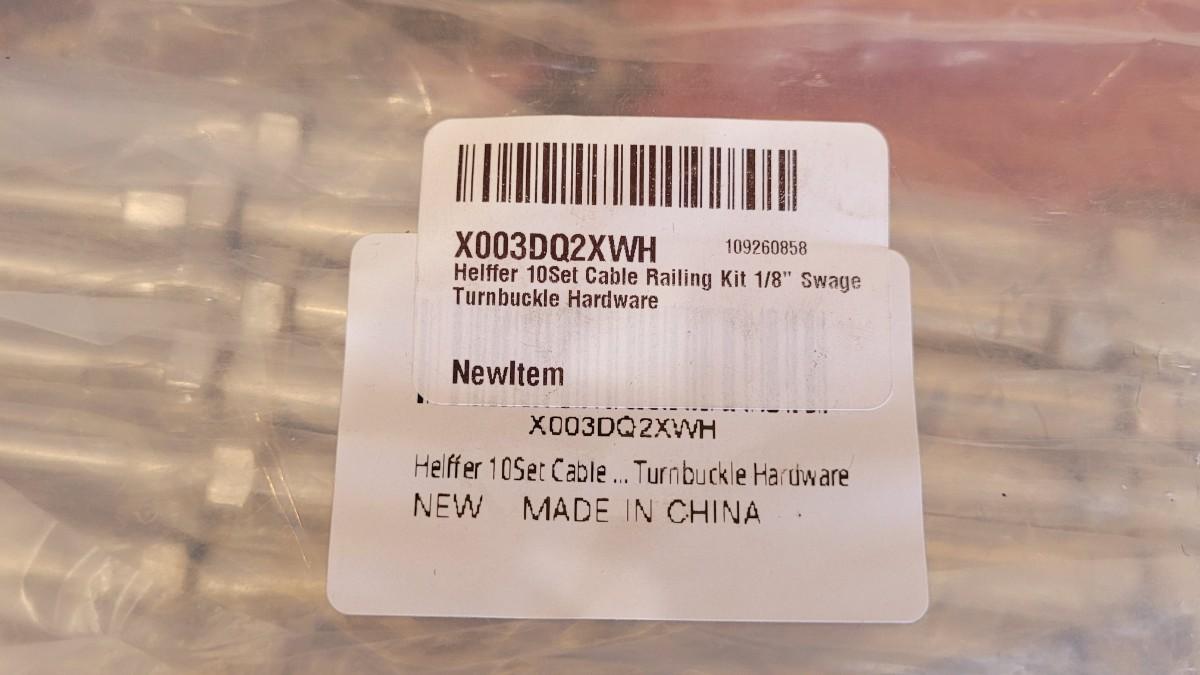 X003DQ2XWH 109260858
Helffer 10Set Cable Railing Kit 1/8" Swage
Turnbuckle Hardware
NewItem
X003DQ2XWH
Helffer 10Set Cable ... Turnbuckle Hardware
NEW MADE IN CHINA